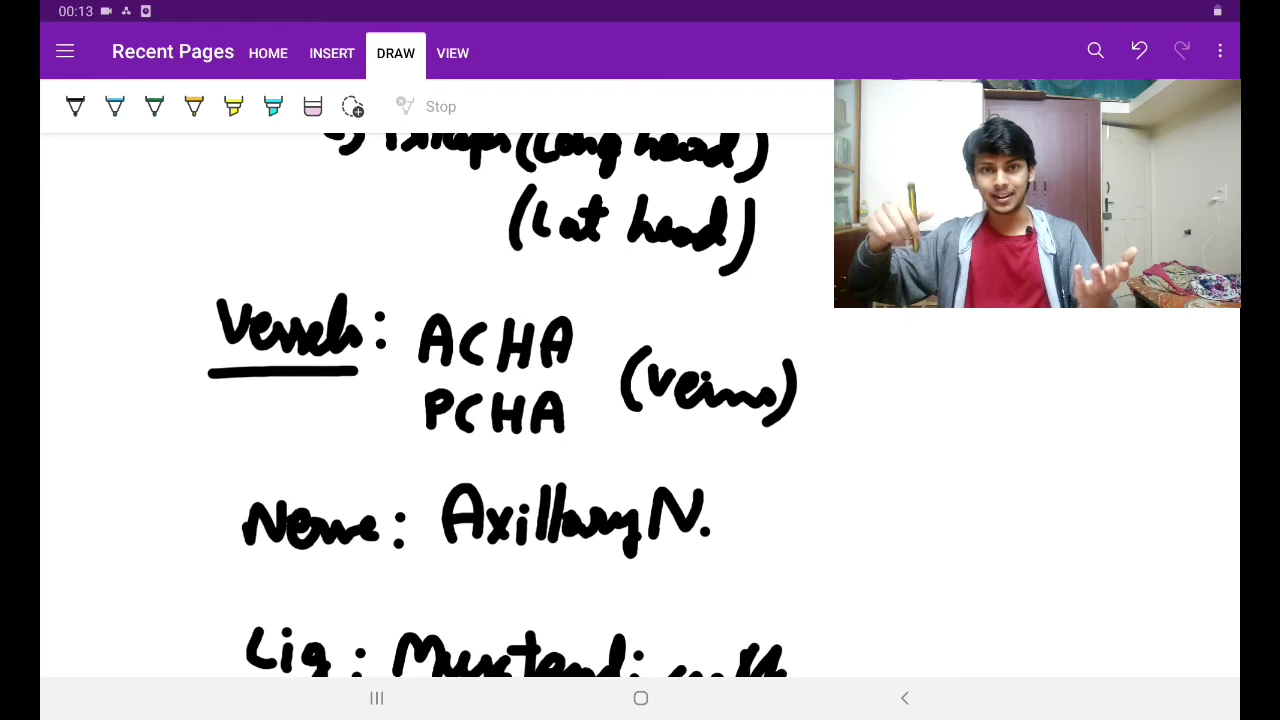 00:13
Recent Pages HOME INSERT DRAW VIEW
Stop
(Long head)
(Lat head)
Vessels: ACHA
PCHA (Veins)
Nerve: Axillary N.
Lig: